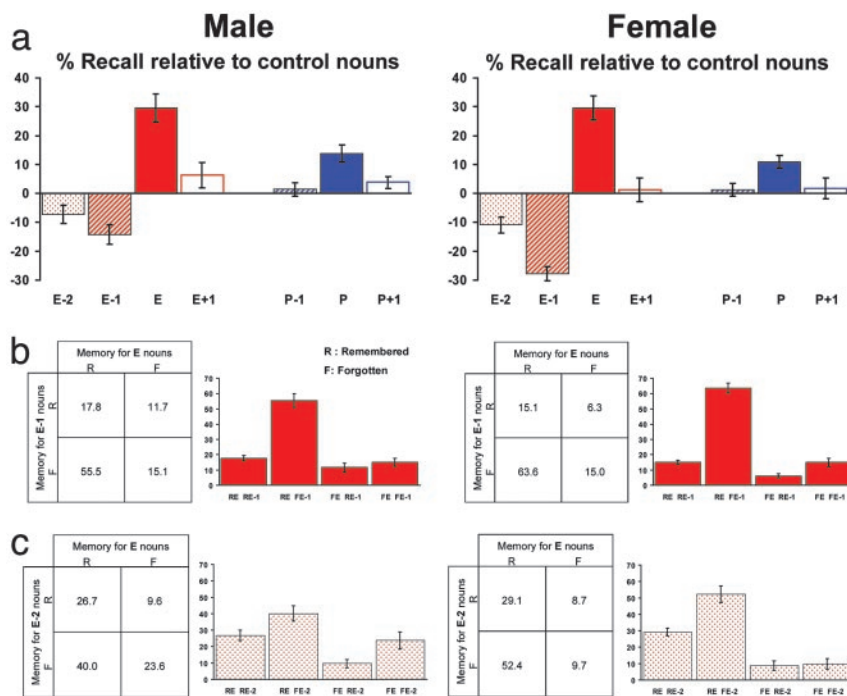 Male Female
a
% Recall relative to control nouns % Recall relative to control nouns
40 40
30 30
20 20
10 10
0 0
-10 -10
-20 -20
-30 -30
E-2 E-1 E E+1 P-1 P P+1 E-2 E-1 E E+1 P-1 P P+1
b
Memory for E nouns R : Remembered Memory for E nouns
R F F: Forgotten R F
Memory for E-1 nouns Memory for E-1 nouns
R 17.8 11.7 R 15.1 6.3
F 55.5 15.1 F 63.6 15.0
70 70
60 60
50 50
40 40
30 30
20 20
10 10
0 0
RE RE-1 RE FE-1 FE RE-1 FE FE-1 RE RE-1 RE FE-1 FE RE-1 FE FE-1
c
Memory for E nouns Memory for E nouns
R F R F
Memory for E-2 nouns Memory for E-2 nouns
R 26.7 9.6 R 29.1 8.7
F 40.0 23.6 F 52.4 9.7
70 70
60 60
50 50
40 40
30 30
20 20
10 10
0 0
RE RE-2 RE FE-2 FE RE-2 FE FE-2 RE RE-2 RE FE-2 FE RE-2 FE FE-2